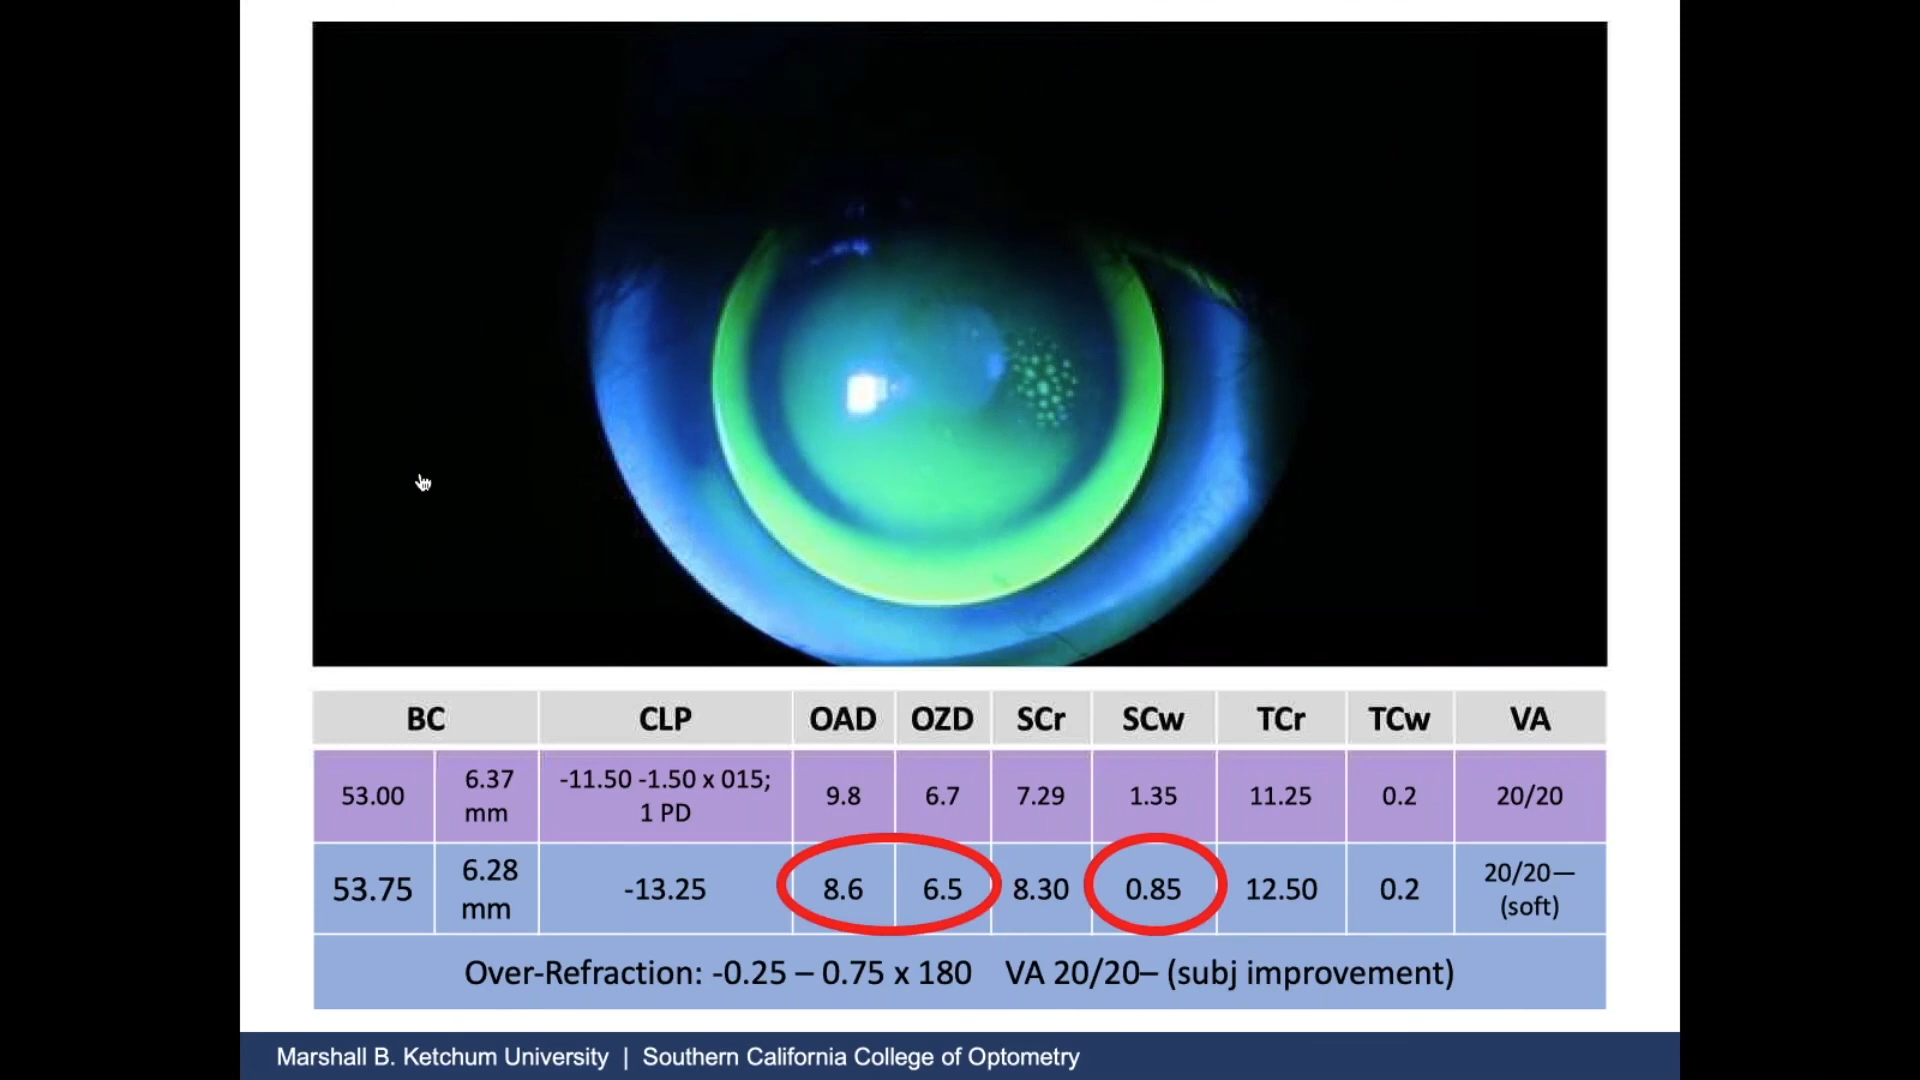 BC CLP OAD OZD SCr SCw TCr TCw VA
53.00 6.37 mm -11.50 -1.50 x 015; 1 PD 9.8 6.7 7.29 1.35 11.25 0.2 20/20
53.75 6.28 mm -13.25 8.6 6.5 8.30 0.85 12.50 0.2 20/20— (soft)
Over-Refraction: -0.25 – 0.75 x 180 VA 20/20– (subj improvement)
Marshall B. Ketchum University | Southern California College of Optometry